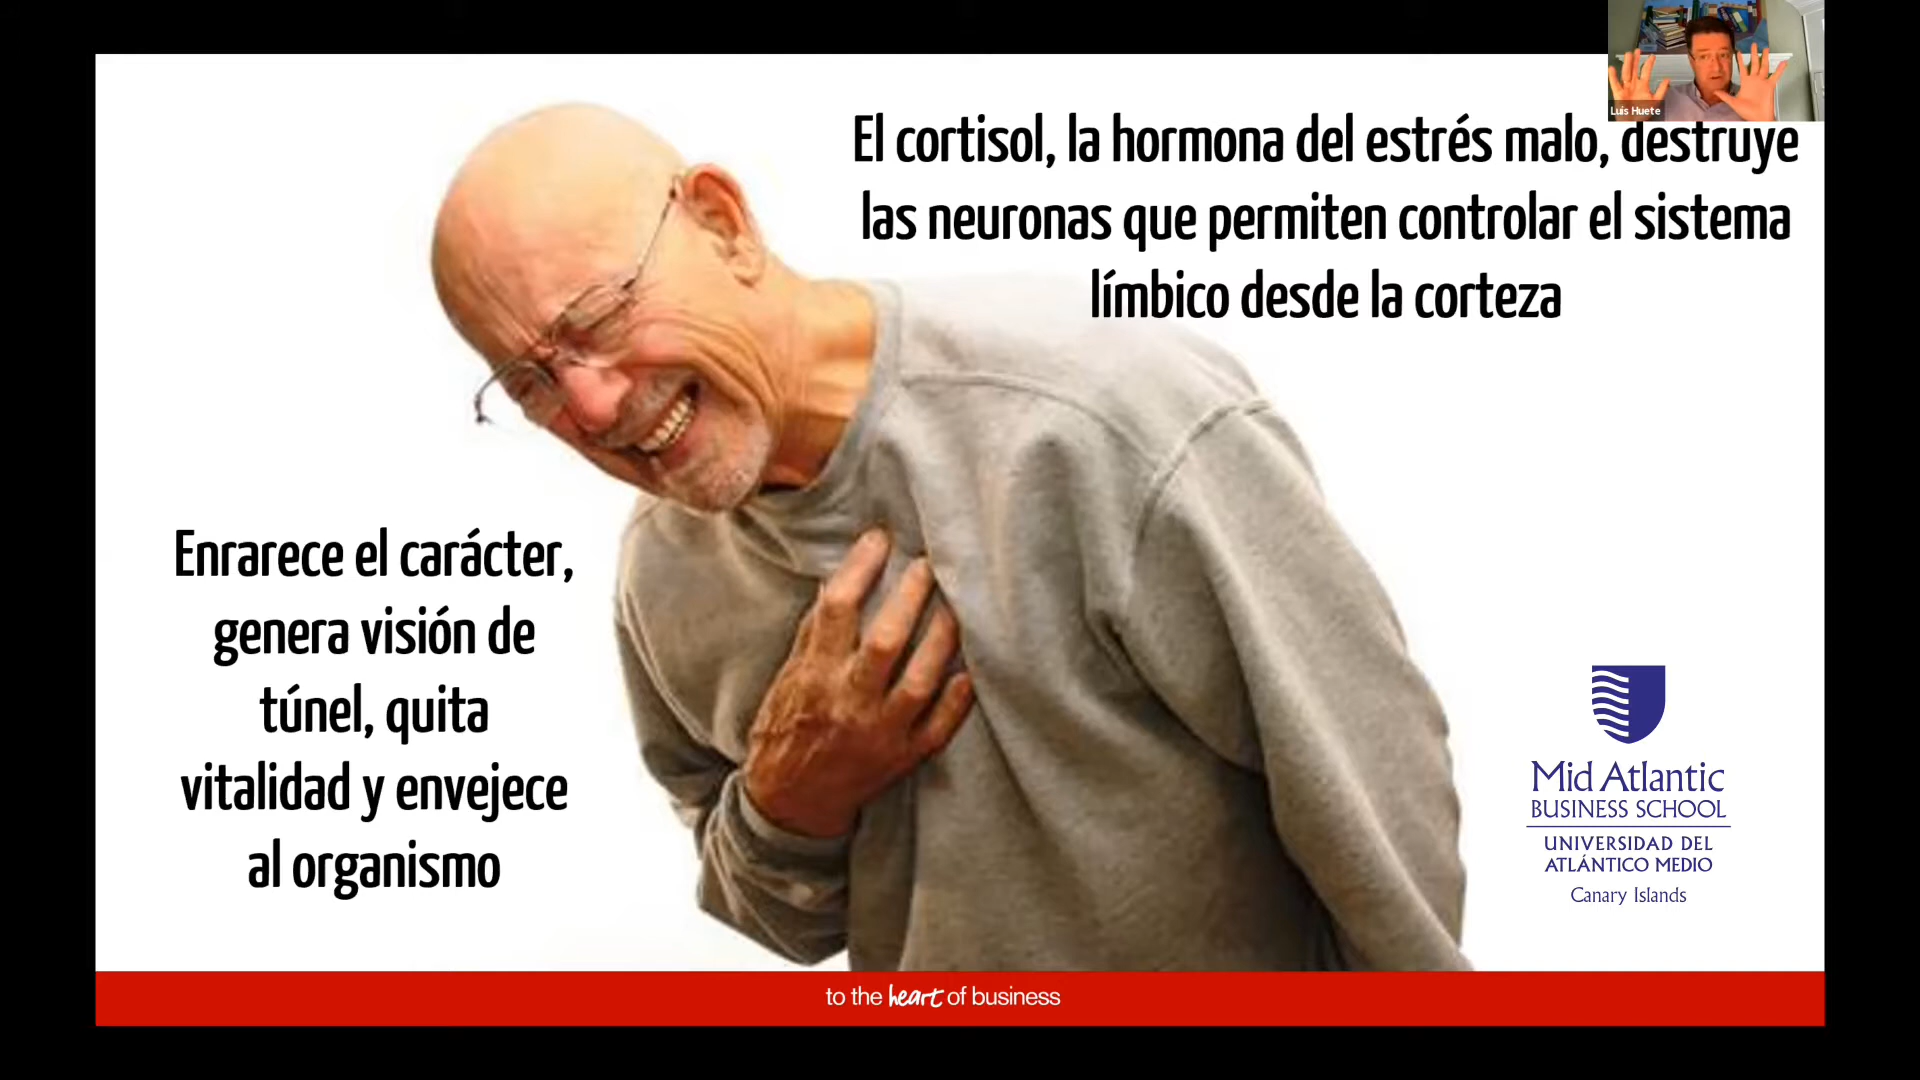 Luis Huete
El cortisol, la hormona del estrés malo, destruye
las neuronas que permiten controlar el sistema
límbico desde la corteza
Enrarece el carácter,
genera visión de
túnel, quita
vitalidad y envejece
al organismo
Mid Atlantic
BUSINESS SCHOOL
UNIVERSIDAD DEL
ATLÁNTICO MEDIO
Canary Islands
to the heart of business